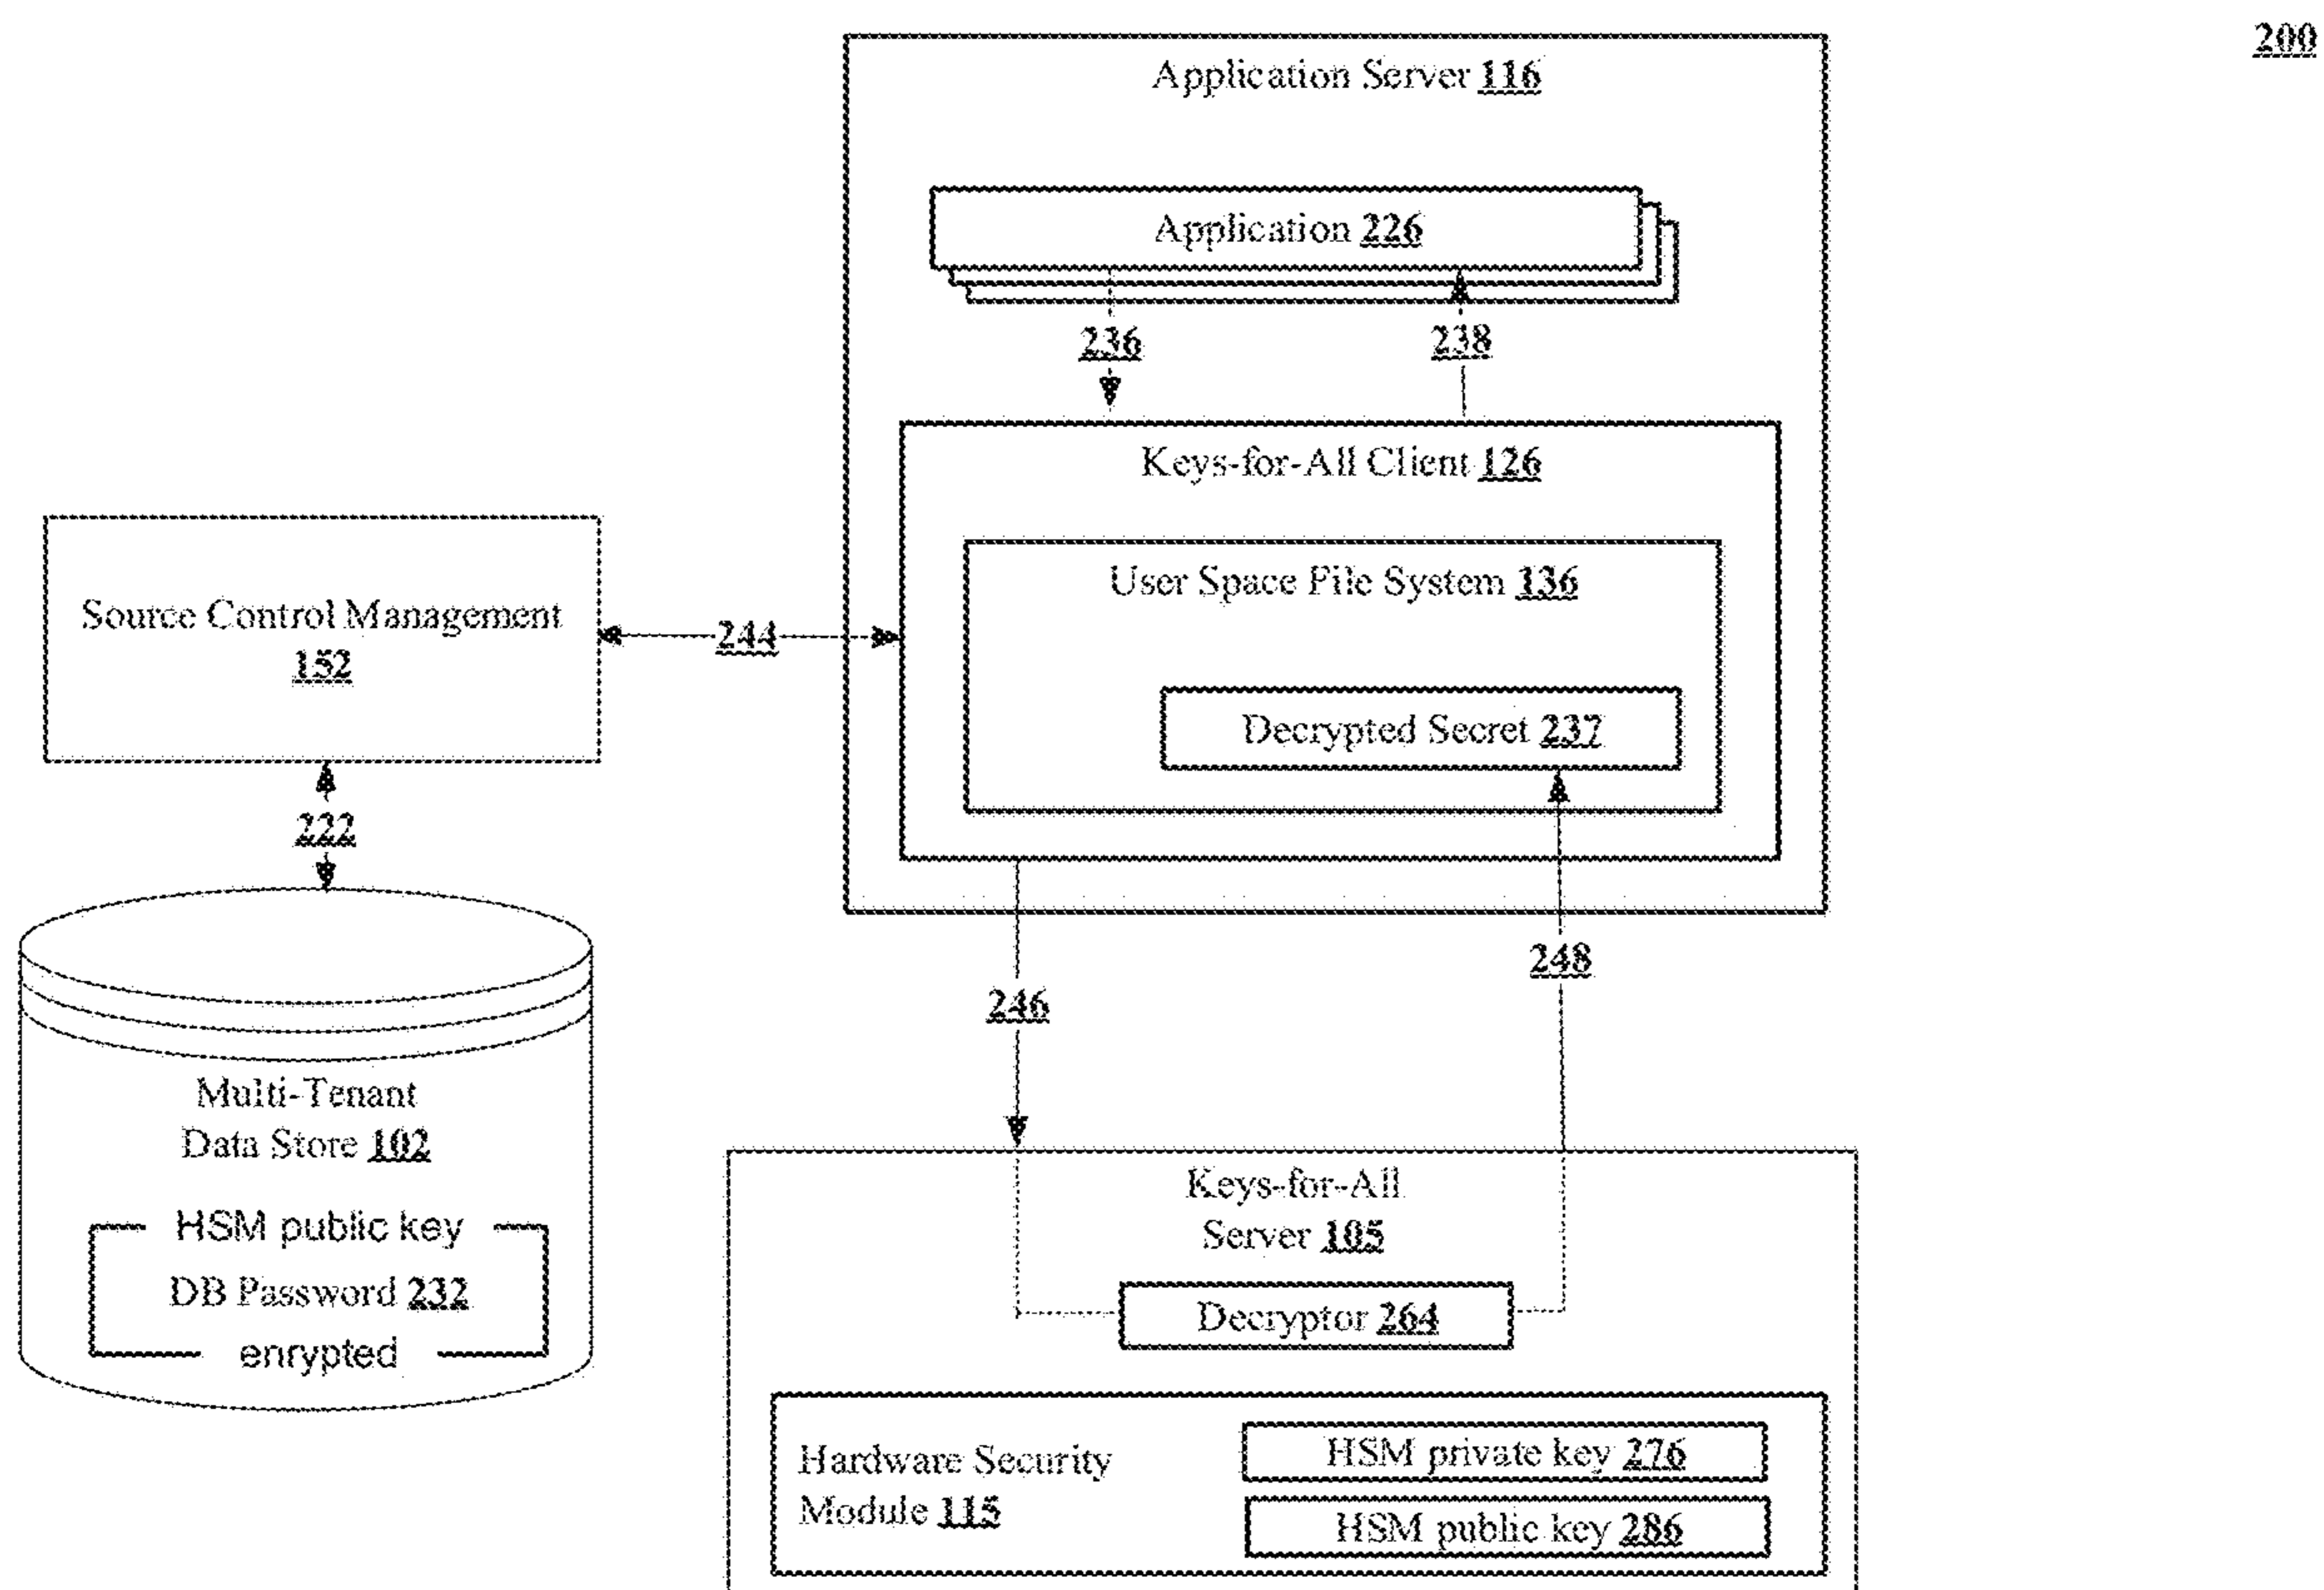 200
Application Server 116
Application 226
236
238
Keys-for-All Client 126
User Space File System 136
Decrypted Secret 237
Source Control Management
152
244
222
248
246
Multi-Tenant
Data Store 102
HSM public key
DB Password 232
enrypted
Keys-for-All
Server 105
Decryptor 264
Hardware Security
Module 115
HSM private key 276
HSM public key 286